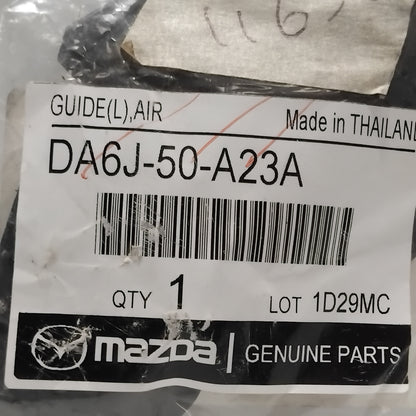 GUIDE(L),AIR
Made in THAILAND
DA6J-50-A23A
QTY 1
LOT 1D29MC
mazda
GENUINE PARTS